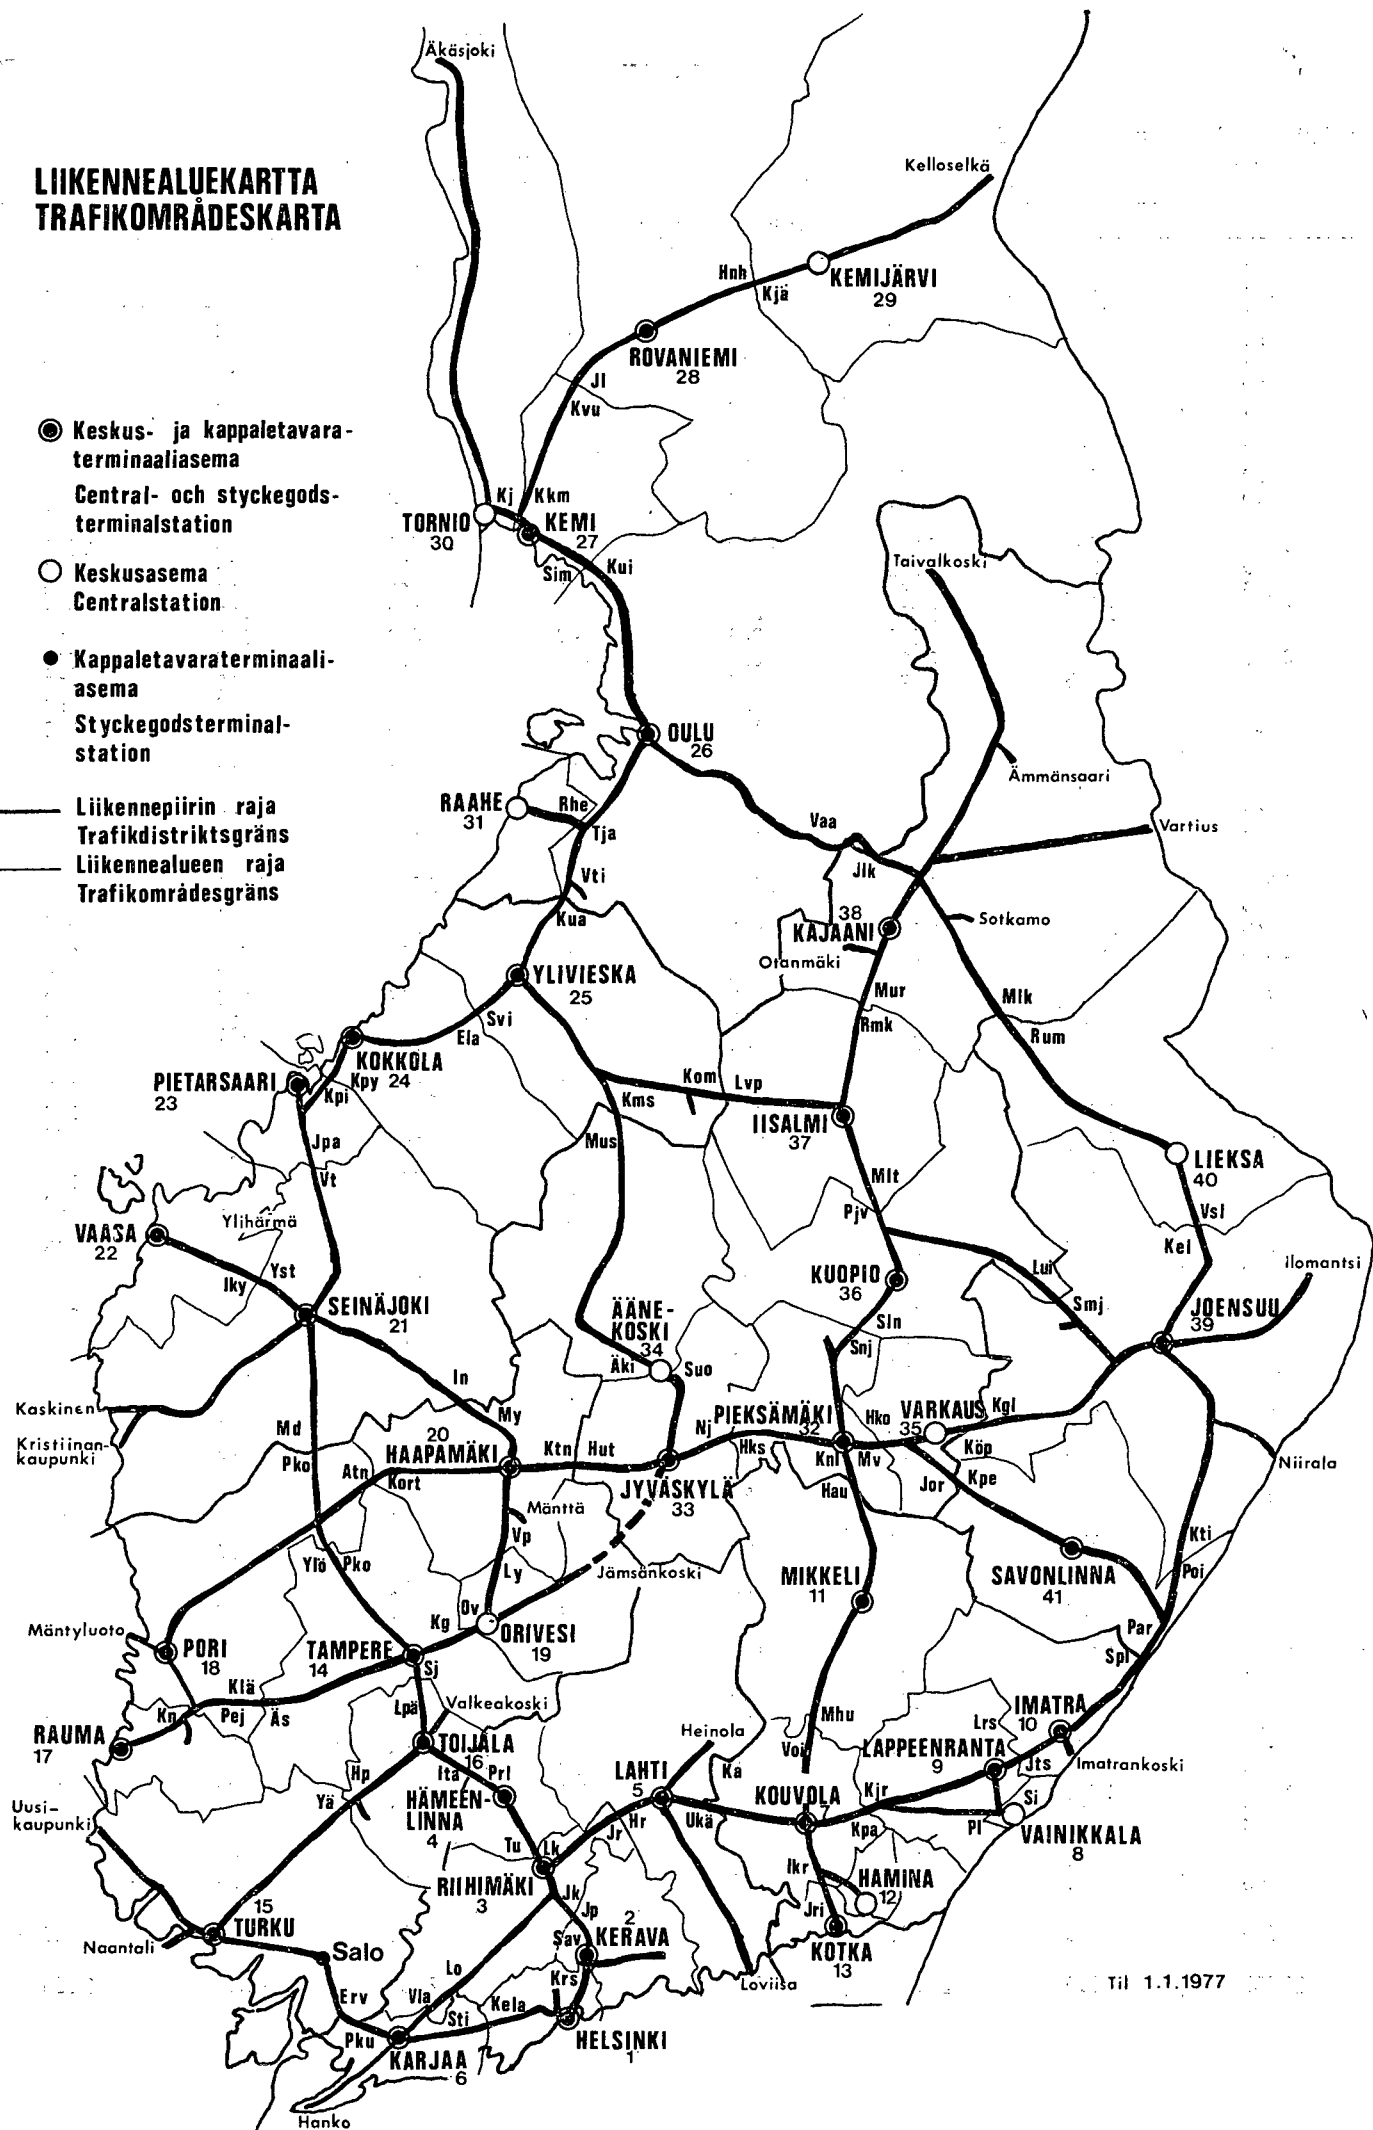 Äkäsjoki
LIIKENNEALUEKARTTA
TRAFIKOMRÅDESKARTA
Kelloselkä
Hnh
Kjä
KEMIJÄRVI
29
ROVANIEMI
28
Jl
Kvu
Keskus- ja kappaletavara-
terminaaliasema
Central- och styckegods-
terminalstation
Keskusasema
Centralstation
Kappaletavaraterminaali-
asema
Styckegodsterminal-
station
Liikennepiirin raja
Trafikdistriktsgräns
Liikennealueen raja
Trafikområdesgräns
Kj
Kkm
TORNIO
30
KEMI
27
Sim
Kui
Taivalkoski
OULU
26
Ämmänsaari
RAAHE
31
Rhe
Tja
Vaa
Vartius
Jlk
Vti
Kua
38
KAJAANI
Sotkamo
Otanmäki
YLIVIESKA
25
Mur
Rmk
Mlk
Rum
Svi
Ela
KOKKOLA
24
PIETARSAARI
23
Kpy
Kpi
Kom
Lvp
Kms
Mus
IISALMI
37
Jpa
Vt
Mlt
Pjv
LIEKSA
40
Vsl
Kel
Ylihärmä
VAASA
22
Yst
Iky
SEINÄJOKI
21
KUOPIO
36
Lui
Smj
Ilomantsi
JOENSUU
39
ÄÄNE-
KOSKI
34
Äki
Suo
Sln
Snj
In
My
Kaskinen
Kristiinan-
kaupunki
Md
Pko
20
HAAPAMÄKI
Atn
Kort
Ktn
Hut
Nj
Hks
PIEKSÄMÄKI
32
Hko
VARKAUS
35
Kgl
Knl
Mv
Köp
Kpe
Jor
Hau
JYVÄSKYLÄ
33
Niirala
Mänttä
Vp
Ly
Ylö
Pko
Jämsänkoski
MIKKELI
11
SAVONLINNA
41
Kti
Poi
Par
Spl
Mäntyluoto
PORI
18
TAMPERE
14
Kg
Ov
ORIVESI
19
Sj
Klä
Kn
Pej
Äs
Lpä
Valkeakoski
RAUMA
17
TOIJALA
16
Heinola
Mhu
Voi
Lrs
IMATRA
10
LAPPEENRANTA
9
Jts
Imatrankoski
Hp
Yä
Ita
Prl
HÄMEEN-
LINNA
4
LAHTI
5
Ka
Ukä
KOUVOLA
7
Kjr
Kpa
Si
Pl
VAINIKKALA
8
Uusi-
kaupunki
Tu
Lk
Jr
Hr
RIIHIMÄKI
3
Jk
Jp
Ikr
HAMINA
12
Jri
KOTKA
13
15
TURKU
Naantali
Salo
2
KERAVA
Sav
Lo
Krs
Loviisa
Til 1.1.1977
Erv
Vla
Sti
Kela
Pku
HELSINKI
1
KARJAA
6
Hanko